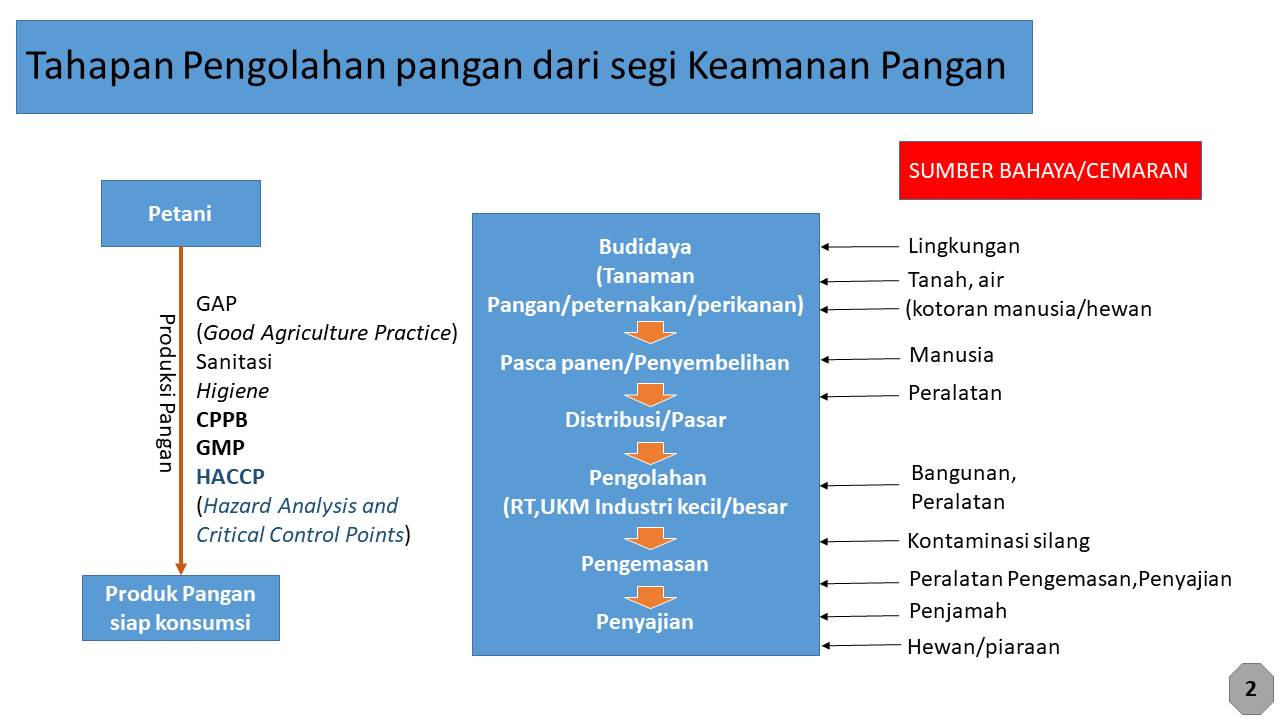 Tahapan Pengolahan pangan dari segi Keamanan Pangan
Petani
Produksi Pangan
GAP
(Good Agriculture Practice)
Sanitasi
Higiene
CPPB
GMP
HACCP
(Hazard Analysis and
Critical Control Points)
Produk Pangan
siap konsumsi
Budidaya
(Tanaman
Pangan/peternakan/perikanan)
Pasca panen/Penyembelihan
Distribusi/Pasar
Pengolahan
(RT,UKM Industri kecil/besar
Pengemasan
Penyajian
SUMBER BAHAYA/CEMARAN
Lingkungan
Tanah, air
(kotoran manusia/hewan
Manusia
Peralatan
Bangunan,
Peralatan
Kontaminasi silang
Peralatan Pengemasan,Penyajian
Penjamah
Hewan/piaraan
2